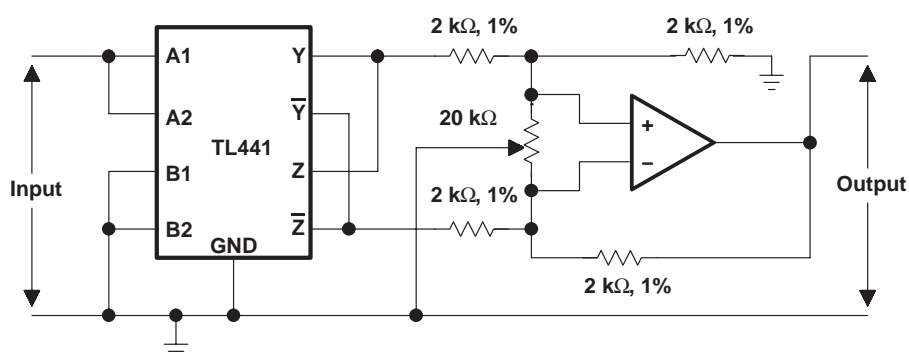 2 kΩ, 1%
2 kΩ, 1%
A1
Y
A2
Y̅
20 kΩ
+
TL441
−
B1
Z
Input
Output
2 kΩ, 1%
B2
Z̅
GND
2 kΩ, 1%